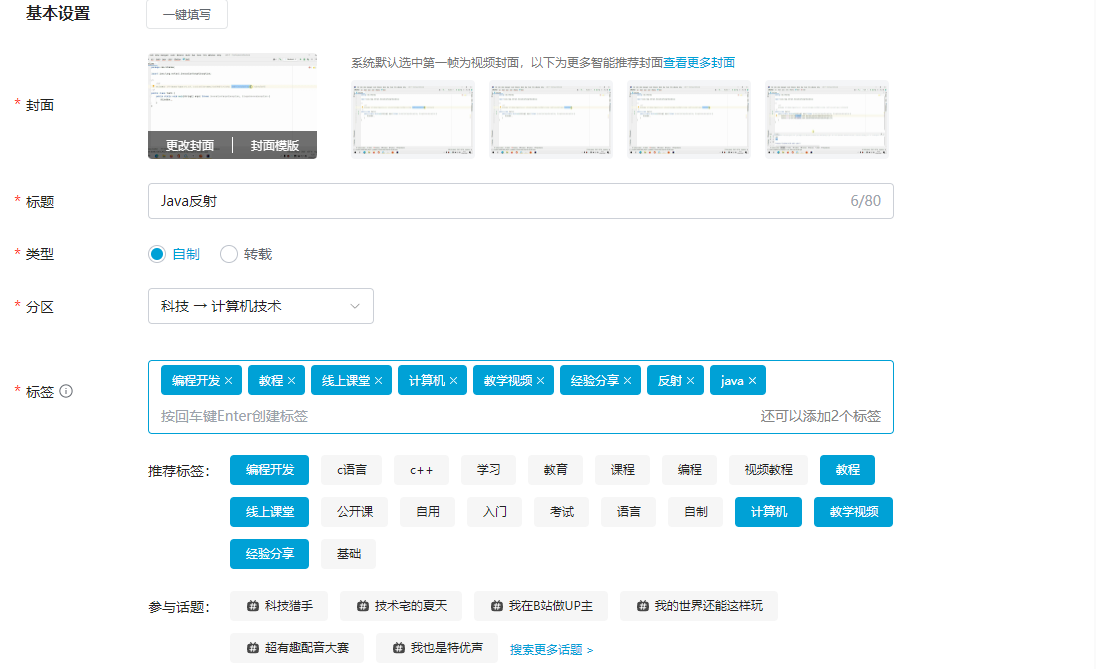 基本设置 一键填写
系统默认选中第一帧为视频封面，以下为更多智能推荐封面查看更多封面
* 封面
更改封面 | 封面模版
* 标题 Java反射 6/80
* 类型 自制 转载
* 分区 科技 → 计算机技术
* 标签
编程开发 × 教程 × 线上课堂 × 计算机 × 教学视频 × 经验分享 × 反射 × java ×
按回车键Enter创建标签 还可以添加2个标签
推荐标签： 编程开发 c语言 c++ 学习 教育 课程 编程 视频教程 教程
线上课堂 公开课 自用 入门 考试 语言 自制 计算机 教学视频
经验分享 基础
参与话题： # 科技猎手 # 技术宅的夏天 # 我在B站做UP主 # 我的世界还能这样玩
# 超有趣配音大赛 # 我也是特优声 搜索更多话题 >